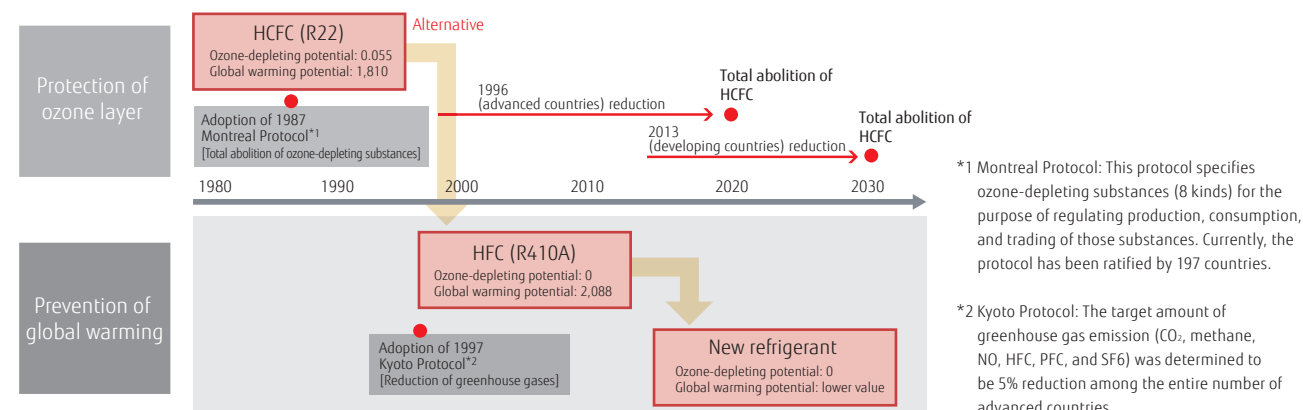 Protection of
ozone layer
HCFC (R22)
Ozone-depleting potential: 0.055
Global warming potential: 1,810
Alternative
Adoption of 1987
Montreal Protocol*1
[Total abolition of ozone-depleting substances]
1996
(advanced countries) reduction
Total abolition of
HCFC
2013
(developing countries) reduction
Total abolition of
HCFC
1980
1990
2000
2010
2020
2030
Prevention of
global warming
HFC (R410A)
Ozone-depleting potential: 0
Global warming potential: 2,088
Adoption of 1997
Kyoto Protocol*2
[Reduction of greenhouse gases]
New refrigerant
Ozone-depleting potential: 0
Global warming potential: lower value
*1 Montreal Protocol: This protocol specifies
ozone-depleting substances (8 kinds) for the
purpose of regulating production, consumption,
and trading of those substances. Currently, the
protocol has been ratified by 197 countries.
*2 Kyoto Protocol: The target amount of
greenhouse gas emission (CO₂, methane,
NO, HFC, PFC, and SF6) was determined to
be 5% reduction among the entire number of
advanced countries